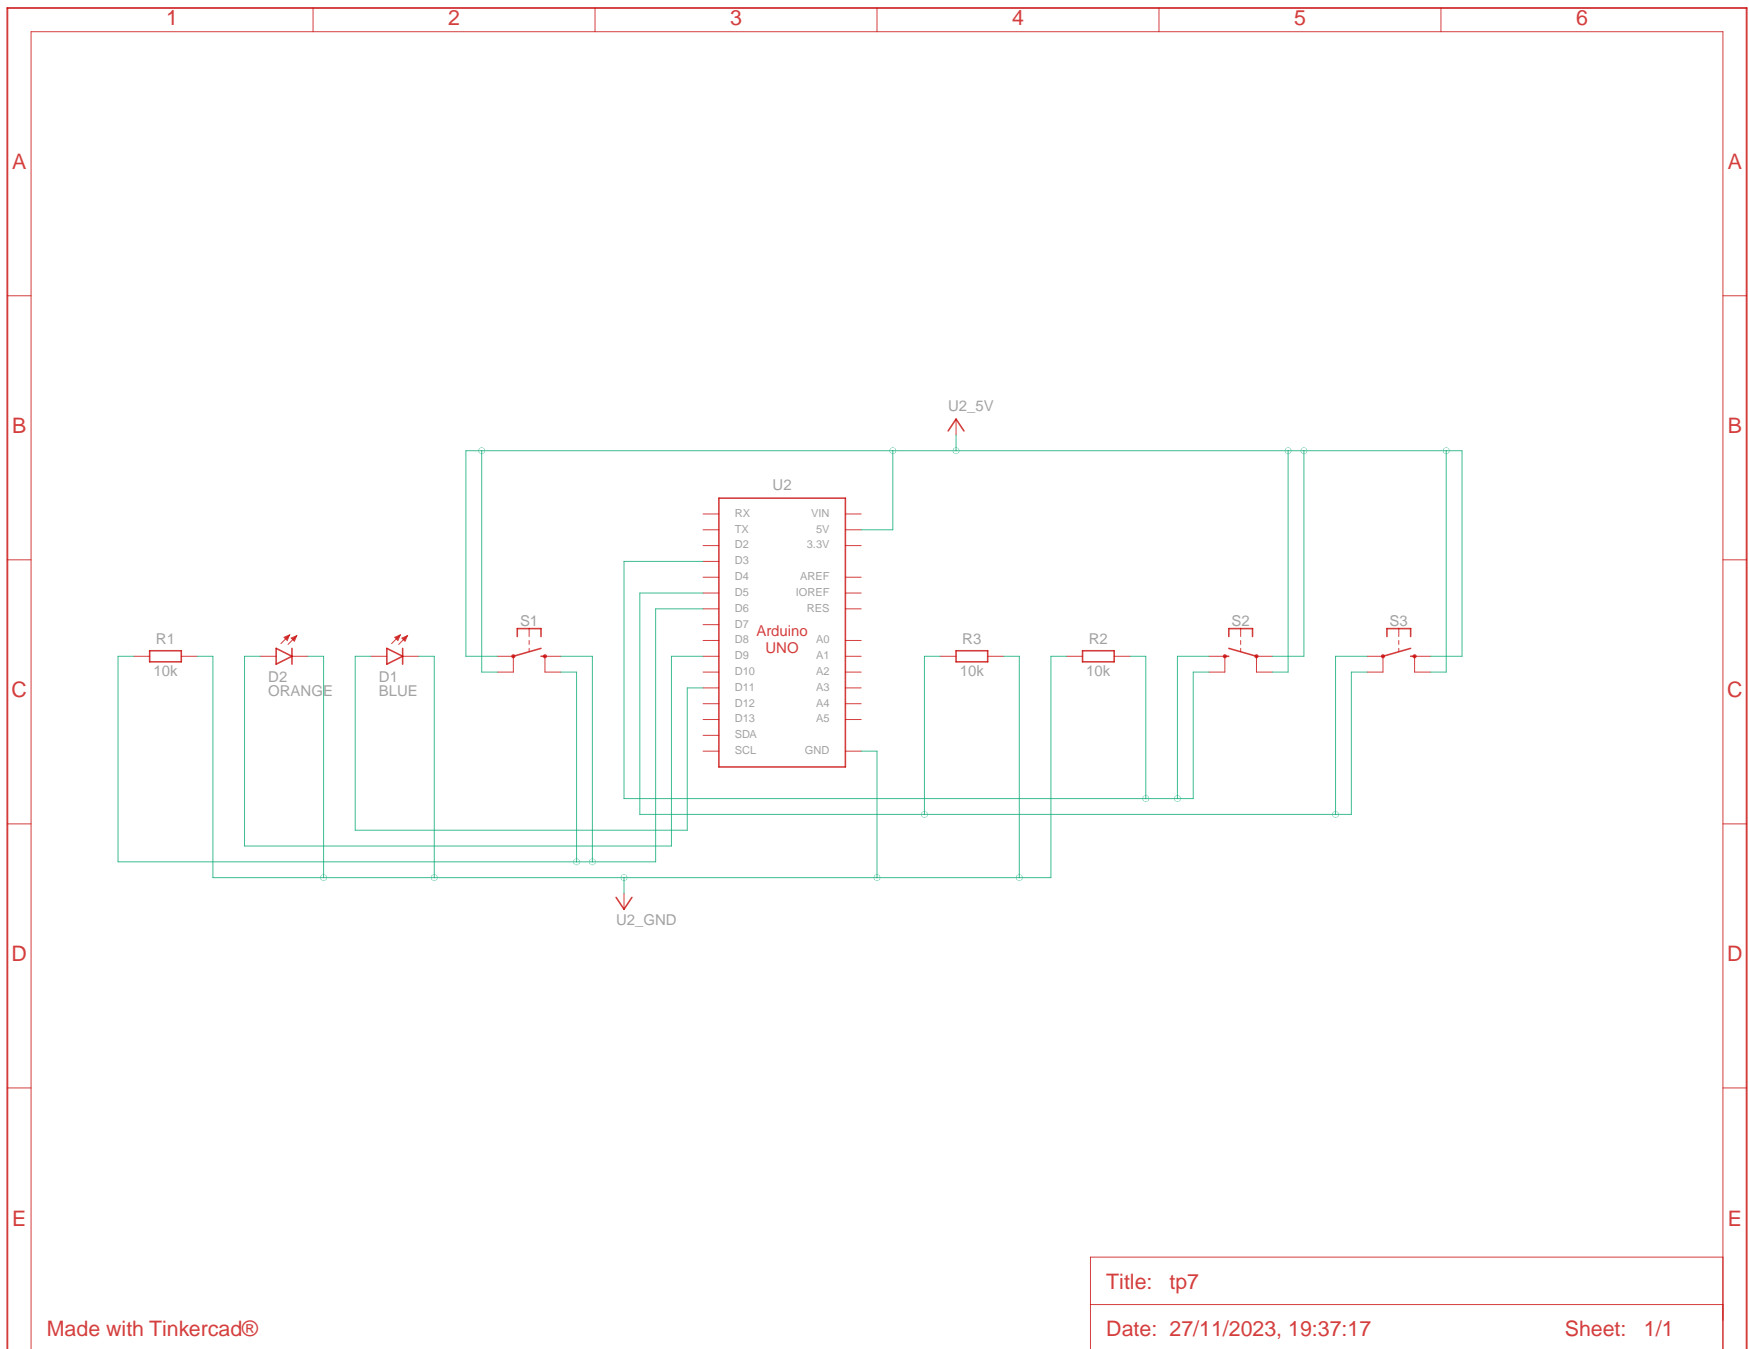 1 2 3 4 5 6
A A
B B
U2_5V
U2
RX VIN
TX 5V
D2 3.3V
D3
D4 AREF
D5 IOREF
D6 RES
D7
D8 A0
D9 A1
D10 A2
D11 A3
D12 A4
D13 A5
SDA
SCL GND
Arduino
UNO
S1
S2
S3
R1
10k
D2
ORANGE
D1
BLUE
R3
10k
R2
10k
C C
U2_GND
D D
E E
Title: tp7
Made with Tinkercad®
Date: 27/11/2023, 19:37:17 Sheet: 1/1